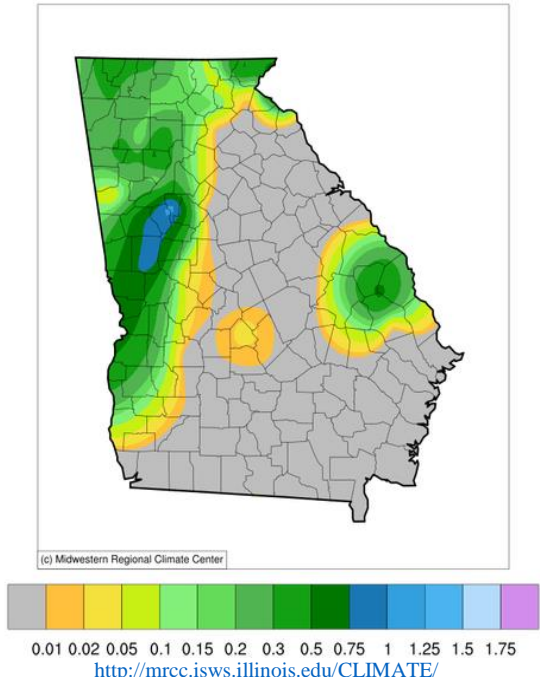 (c) Midwestern Regional Climate Center
0.01 0.02 0.05 0.1 0.15 0.2 0.3 0.5 0.75 1 1.25 1.5 1.75
http://mrcc.isws.illinois.edu/CLIMATE/